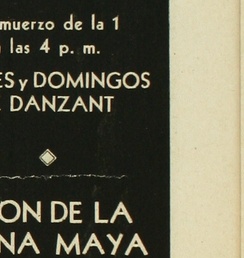 muerzo de la 1
las 4 p. m.
ES y DOMINGOS
DANZANT
ON DE LA
NA MAYA